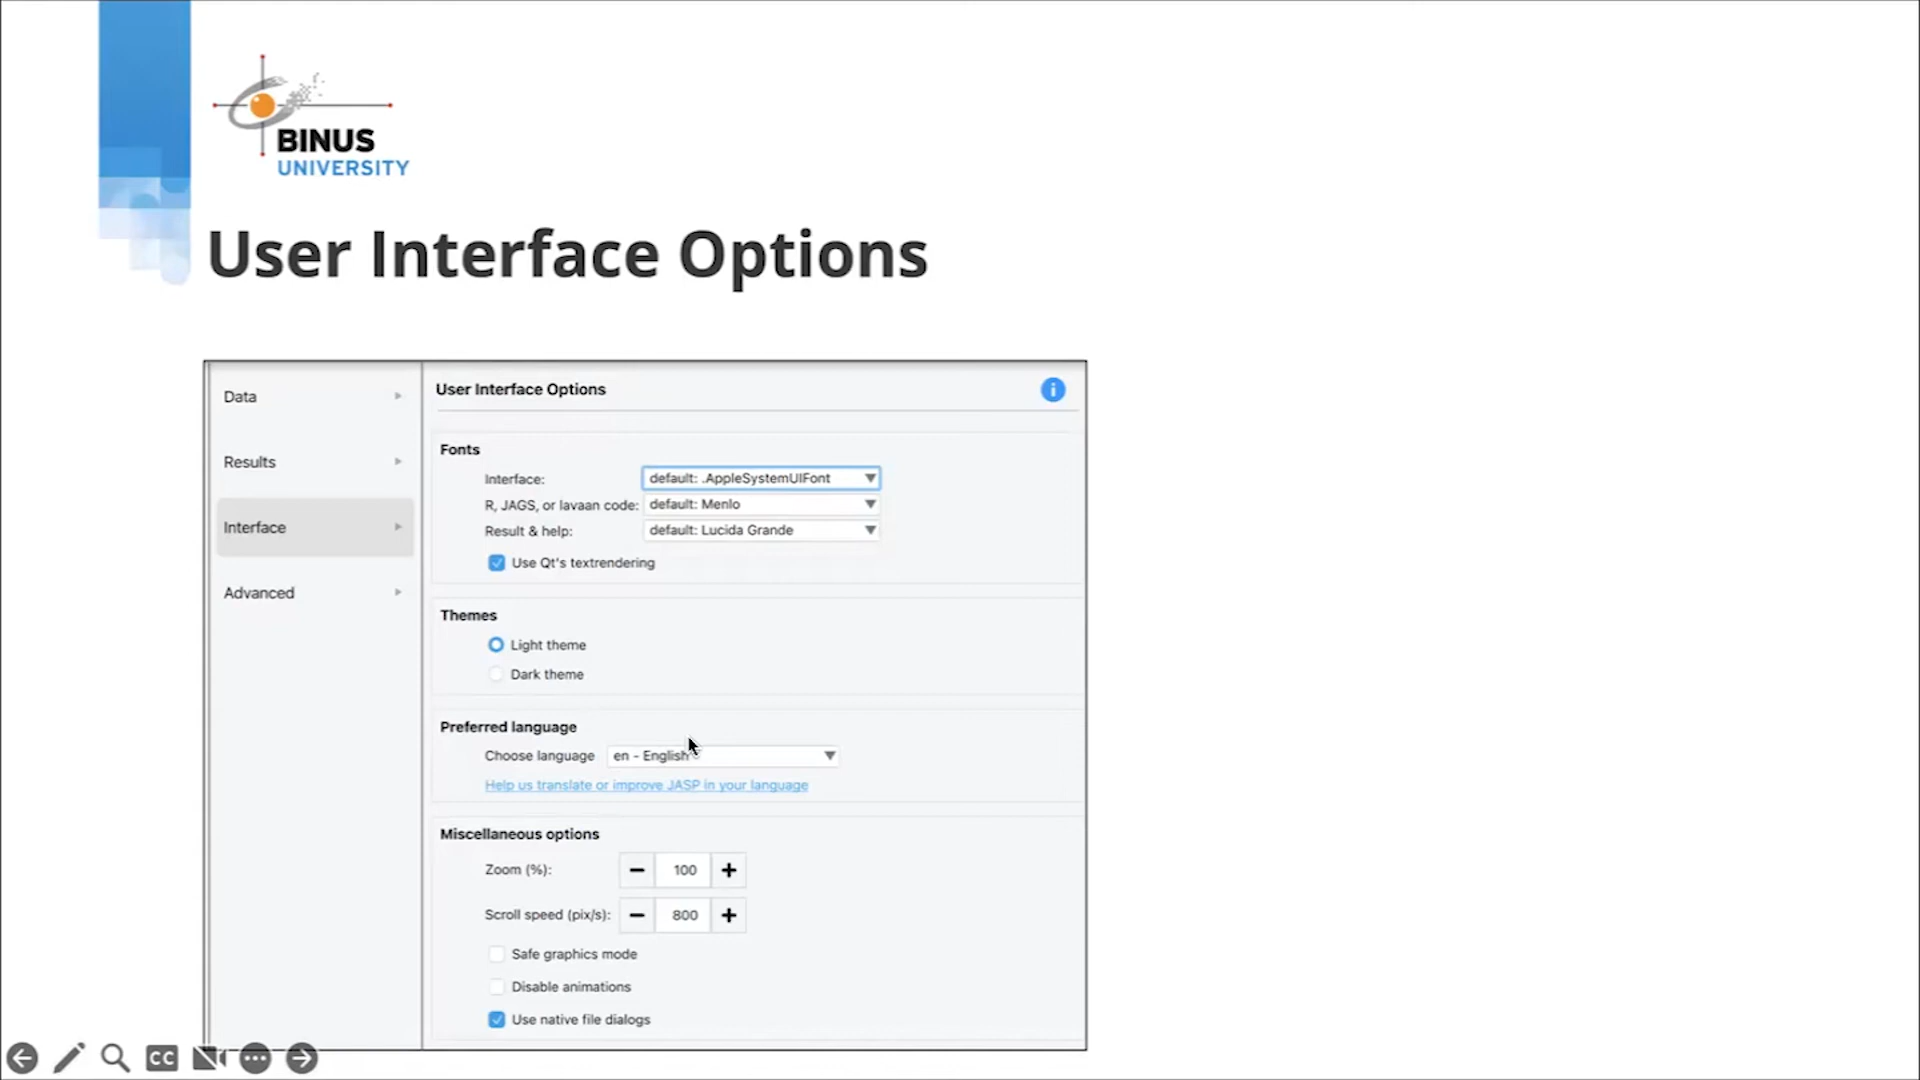 BINUS
UNIVERSITY
User Interface Options
Data
Results
Interface
Advanced
User Interface Options
i
Fonts
Interface: default: .AppleSystemUIFont
R, JAGS, or lavaan code: default: Menlo
Result & help: default: Lucida Grande
Use Qt's textrendering
Themes
Light theme
Dark theme
Preferred language
Choose language en - English
Help us translate or improve JASP in your language
Miscellaneous options
Zoom (%): − 100 +
Scroll speed (pix/s): − 800 +
Safe graphics mode
Disable animations
Use native file dialogs
CC